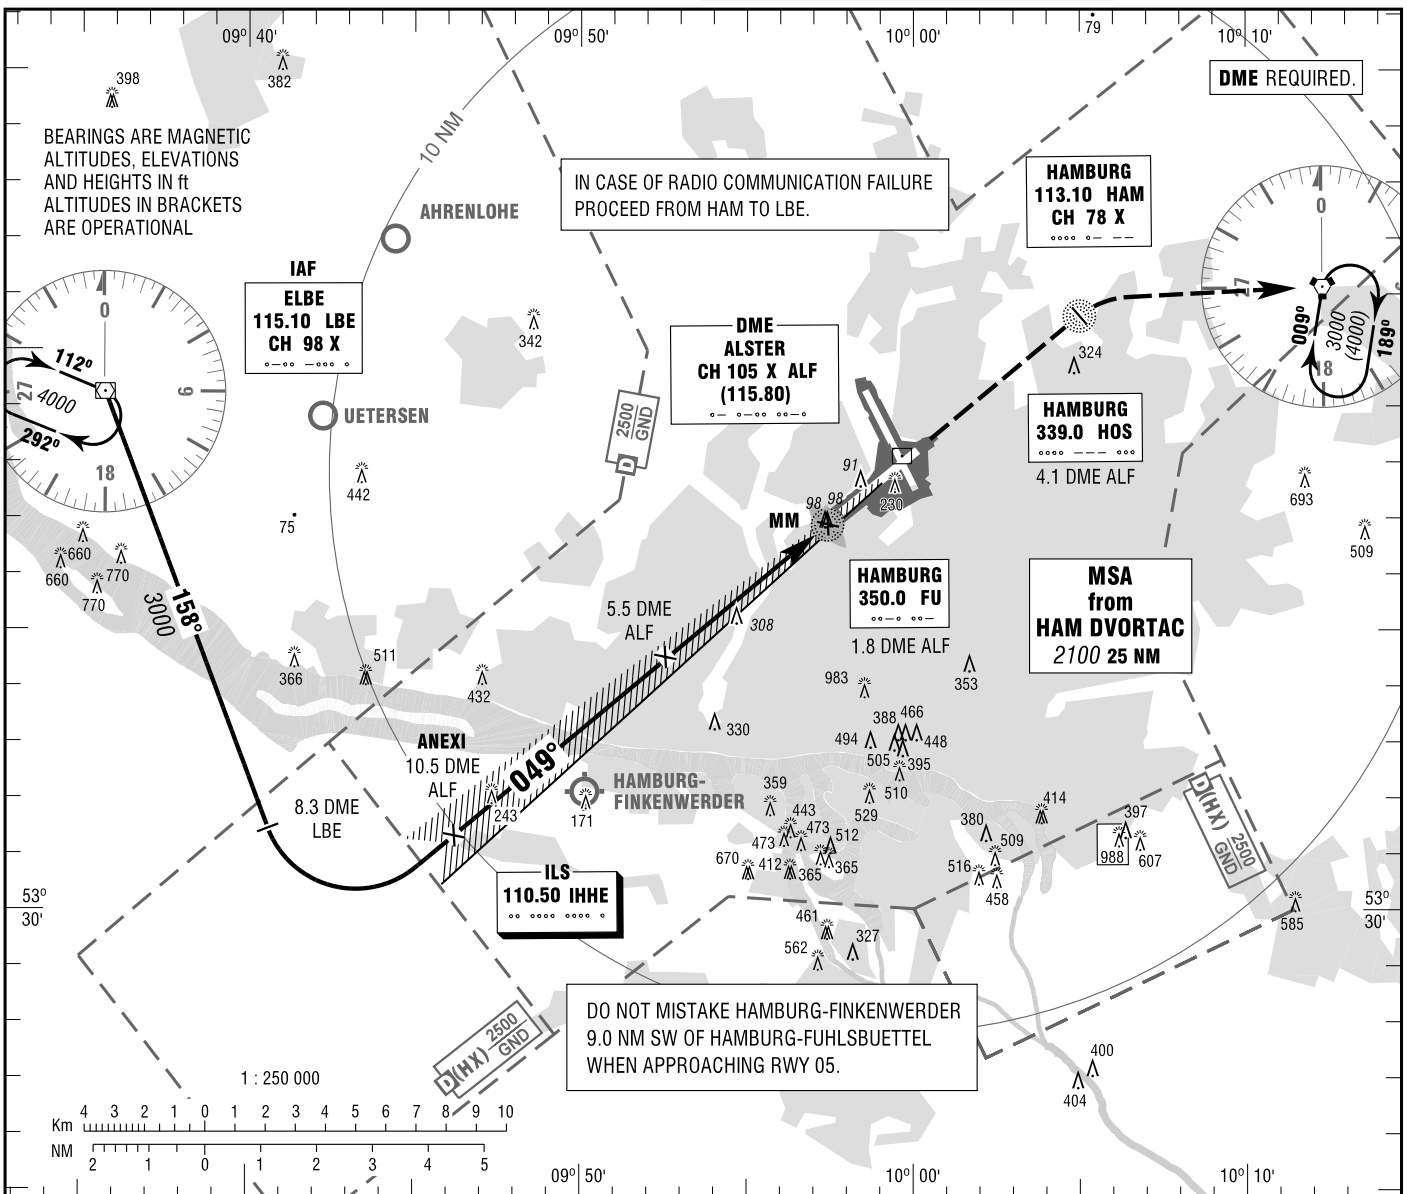 09° 40'
09° 50'
10° 00'
79
10° 10'
398
382
DME REQUIRED.
BEARINGS ARE MAGNETIC
ALTITUDES, ELEVATIONS
AND HEIGHTS IN ft
ALTITUDES IN BRACKETS
ARE OPERATIONAL
10 NM
IN CASE OF RADIO COMMUNICATION FAILURE
PROCEED FROM HAM TO LBE.
HAMBURG
113.10 HAM
CH 78 X
AHRENLOHE
0
6
18
27
112°
4000
292°
IAF
ELBE
115.10 LBE
CH 98 X
342
UETERSEN
442
75
2500
GND
D
DME
ALSTER
CH 105 X ALF
(115.80)
324
HAMBURG
339.0 HOS
4.1 DME ALF
0
27
18
009°
3000
(4000)
189°
693
509
91
98
98
230
MM
660
660
770
770
158°
3000
366
511
432
5.5 DME
ALF
308
HAMBURG
350.0 FU
1.8 DME ALF
MSA
from
HAM DVORTAC
2100 25 NM
983
353
330
388
466
494
448
505
395
510
529
ANEXI
10.5 DME
ALF
049°
243
HAMBURG-
FINKENWERDER
171
8.3 DME
LBE
359
443
473
473
512
670
412
365
365
380
509
414
397
516
458
988
607
D(HX) 2500
GND
585
ILS
110.50 IHHE
53°
30'
53°
30'
461
562
327
DO NOT MISTAKE HAMBURG-FINKENWERDER
9.0 NM SW OF HAMBURG-FUHLSBUETTEL
WHEN APPROACHING RWY 05.
D(HX) 2500
GND
400
404
1 : 250 000
4 3 2 1 0 1 2 3 4 5 6 7 8 9 10
Km
NM
2 1 0 1 2 3 4 5
09° 50'
10° 00'
10° 10'